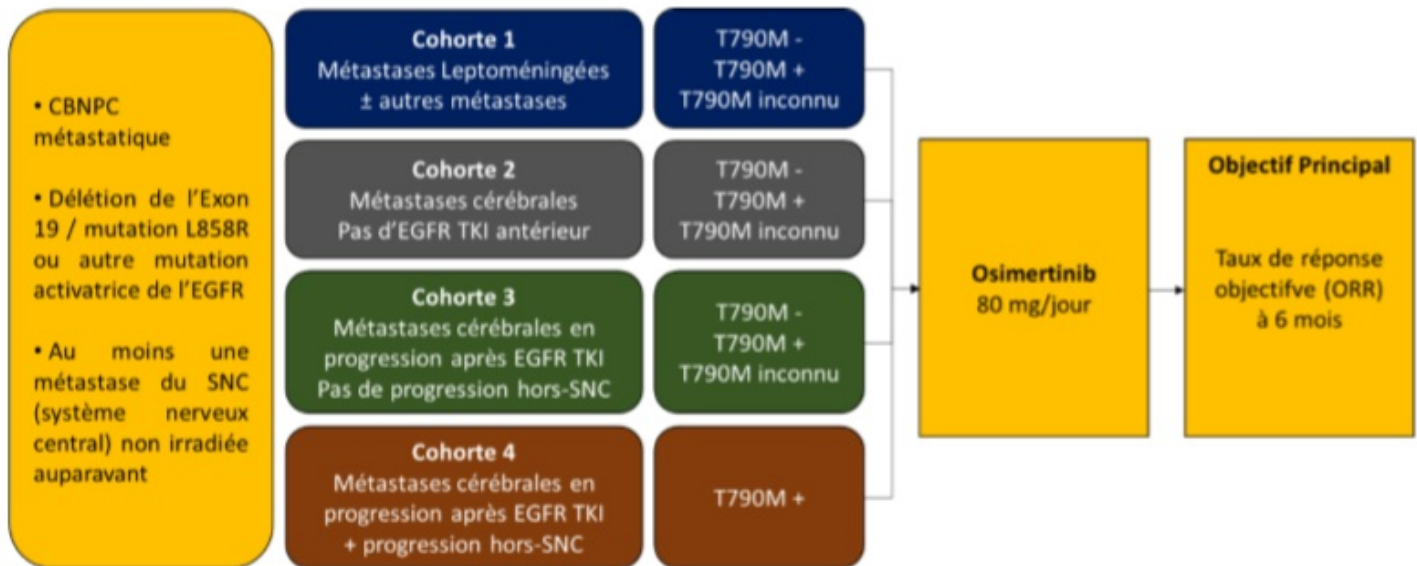 • CBNPC
métastatique
• Délétion de l'Exon
19 / mutation L858R
ou autre mutation
activatrice de l'EGFR
• Au moins une
métastase du SNC
(système nerveux
central) non irradiée
auparavant
Cohorte 1
Métastases Leptoméningées
± autres métastases
T790M -
T790M +
T790M inconnu
Cohorte 2
Métastases cérébrales
Pas d'EGFR TKI antérieur
T790M -
T790M +
T790M inconnu
Cohorte 3
Métastases cérébrales en
progression après EGFR TKI
Pas de progression hors-SNC
T790M -
T790M +
T790M inconnu
Cohorte 4
Métastases cérébrales en
progression après EGFR TKI
+ progression hors-SNC
T790M +
Osimertinib
80 mg/jour
Objectif Principal
Taux de réponse
objectifve (ORR)
à 6 mois